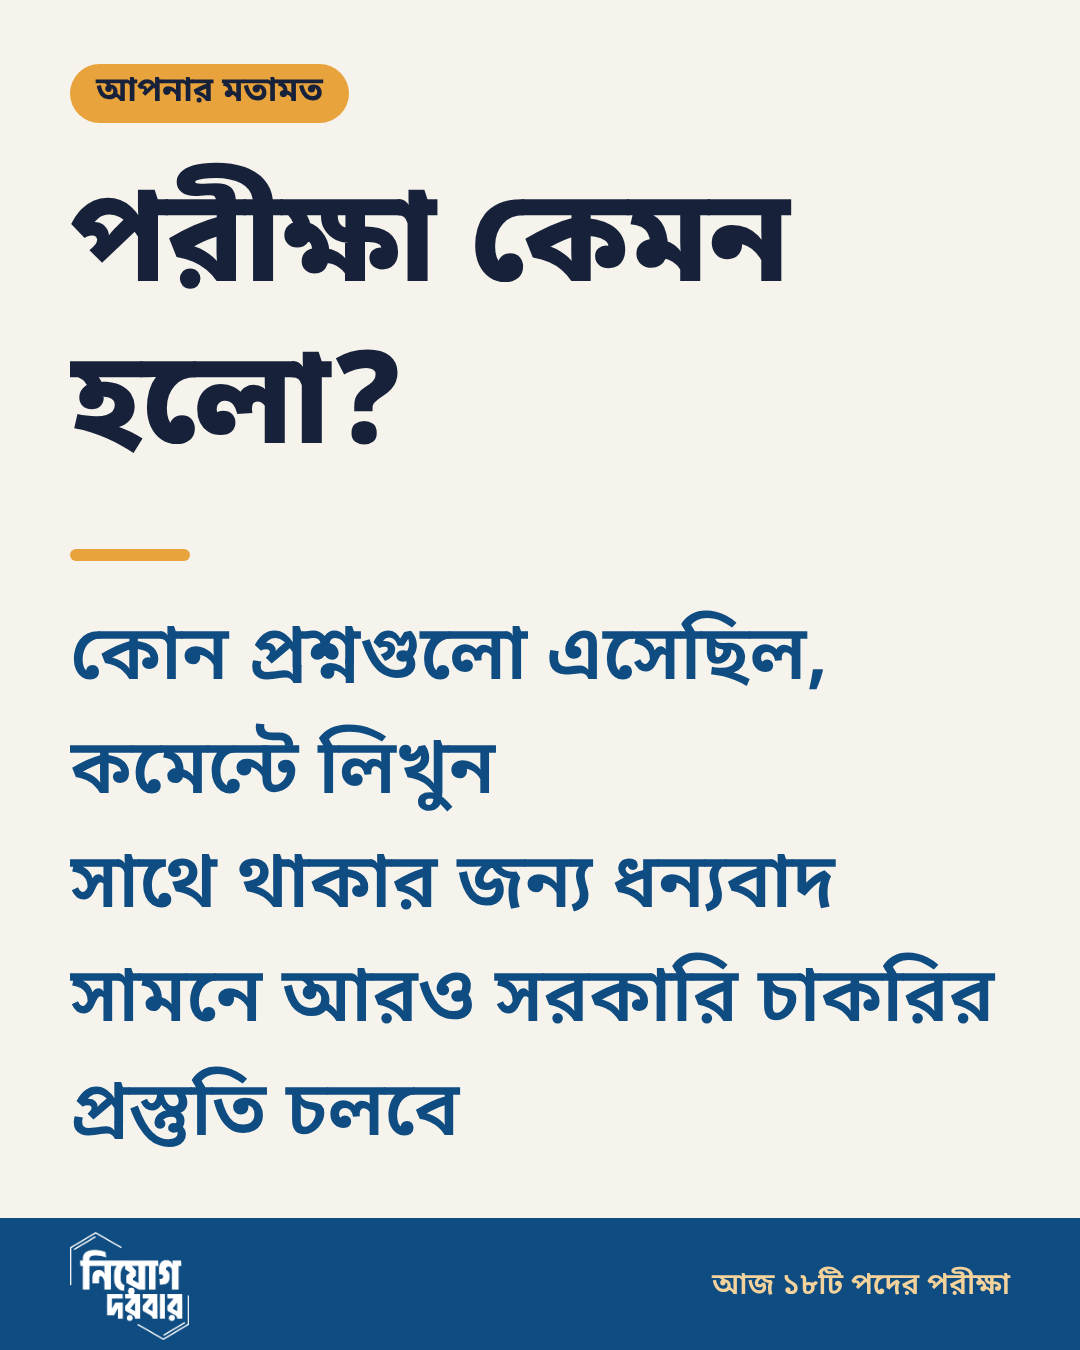 আপনার মতামত
পরীক্ষা কেমন
হলো?
কোন প্রশ্নগুলো এসেছিল,
কমেন্টে লিখুন
সাথে থাকার জন্য ধন্যবাদ
সামনে আরও সরকারি চাকরির
প্রস্তুতি চলবে
নিয়োগ
দরবার
আজ ১৮টি পদের পরীক্ষা